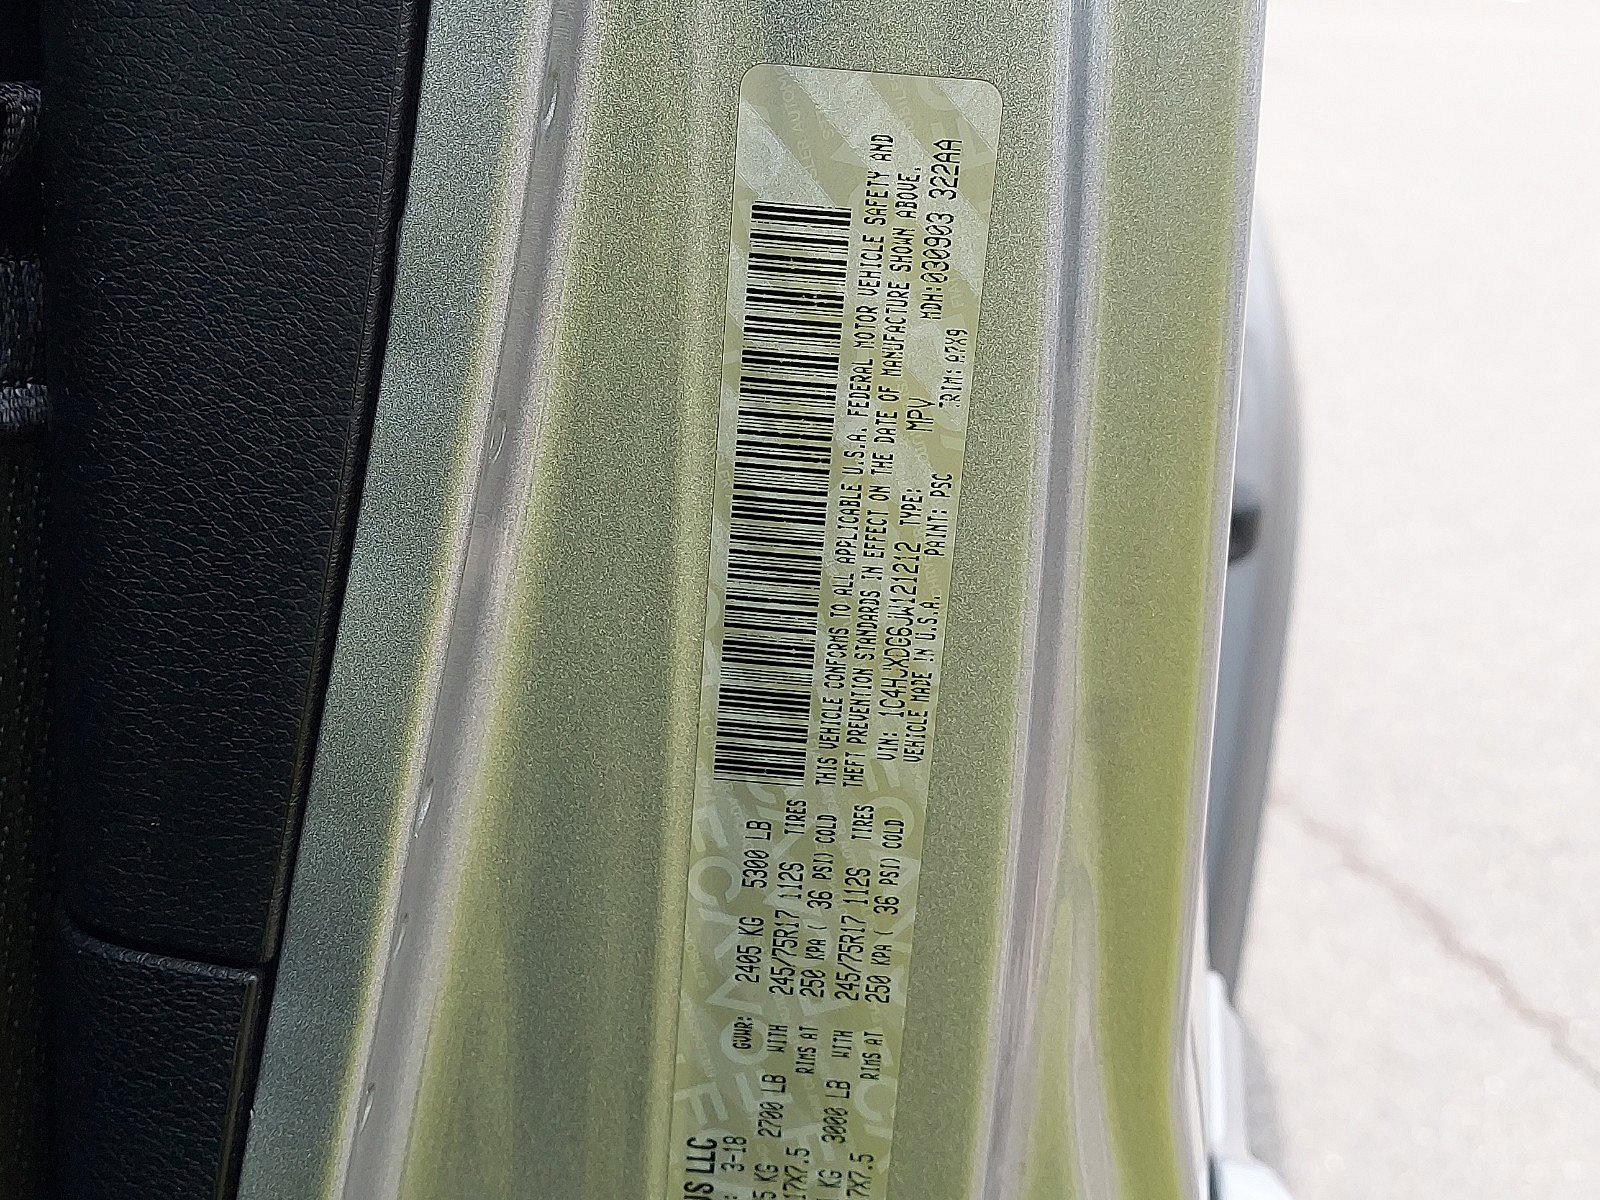 US LLC
: 3-18 GVWR: 2405 KG 5300 LB
5 KG 2700 LB WITH 245/75R17 112S TIRES
17X7.5 RIMS AT 250 KPA ( 36 PSI) COLD
KG 3000 LB WITH 245/75R17 112S TIRES
7X7.5 RIMS AT 250 KPA ( 36 PSI) COLD
THIS VEHICLE CONFORMS TO ALL APPLICABLE U.S.A. FEDERAL MOTOR VEHICLE SAFETY AND
THEFT PREVENTION STANDARDS IN EFFECT ON THE DATE OF MANUFACTURE SHOWN ABOVE.
VIN: 1C4HJXDG6JW121212 TYPE: MPV MDH:030903 322AA
VEHICLE MADE IN U.S.A. PAINT: PSC TRIM: A7X9